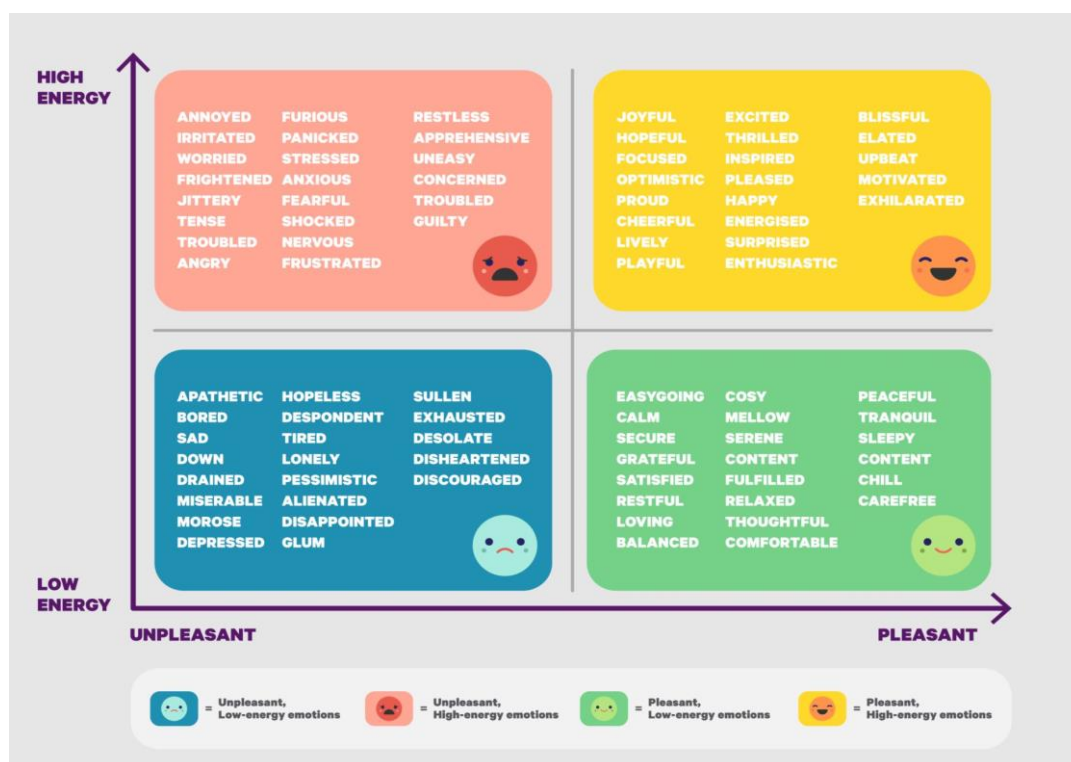 HIGH
ENERGY
ANNOYED FURIOUS RESTLESS
IRRITATED PANICKED APPREHENSIVE
WORRIED STRESSED UNEASY
FRIGHTENED ANXIOUS CONCERNED
JITTERY FEARFUL TROUBLED
TENSE SHOCKED GUILTY
TROUBLED NERVOUS
ANGRY FRUSTRATED
JOYFUL EXCITED BLISSFUL
HOPEFUL THRILLED ELATED
FOCUSED INSPIRED UPBEAT
OPTIMISTIC PLEASED MOTIVATED
PROUD HAPPY EXHILARATED
CHEERFUL ENERGISED
LIVELY SURPRISED
PLAYFUL ENTHUSIASTIC
APATHETIC HOPELESS SULLEN
BORED DESPONDENT EXHAUSTED
SAD TIRED DESOLATE
DOWN LONELY DISHEARTENED
DRAINED PESSIMISTIC DISCOURAGED
MISERABLE ALIENATED
MOROSE DISAPPOINTED
DEPRESSED GLUM
EASYGOING COSY PEACEFUL
CALM MELLOW TRANQUIL
SECURE SERENE SLEEPY
GRATEFUL CONTENT CONTENT
SATISFIED FULFILLED CHILL
RESTFUL RELAXED CAREFREE
LOVING THOUGHTFUL
BALANCED COMFORTABLE
LOW
ENERGY
UNPLEASANT PLEASANT
= Unpleasant,
Low-energy emotions
= Unpleasant,
High-energy emotions
= Pleasant,
Low-energy emotions
= Pleasant,
High-energy emotions